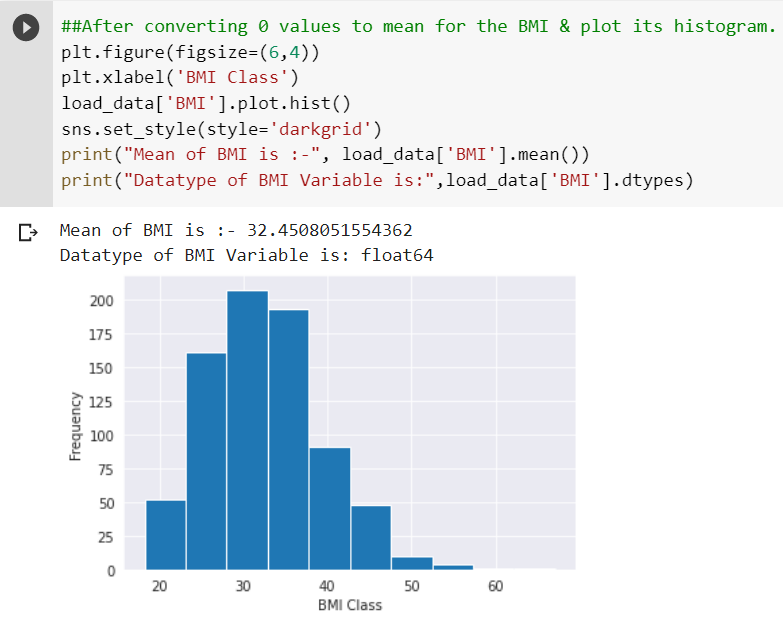 ##After converting 0 values to mean for the BMI & plot its histogram.
plt.figure(figsize=(6,4))
plt.xlabel('BMI Class')
load_data['BMI'].plot.hist()
sns.set_style(style='darkgrid')
print("Mean of BMI is :-", load_data['BMI'].mean())
print("Datatype of BMI Variable is:",load_data['BMI'].dtypes)
Mean of BMI is :- 32.4508051554362
Datatype of BMI Variable is: float64
200
175
150
125
100
75
50
25
0
Frequency
20 30 40 50 60
BMI Class